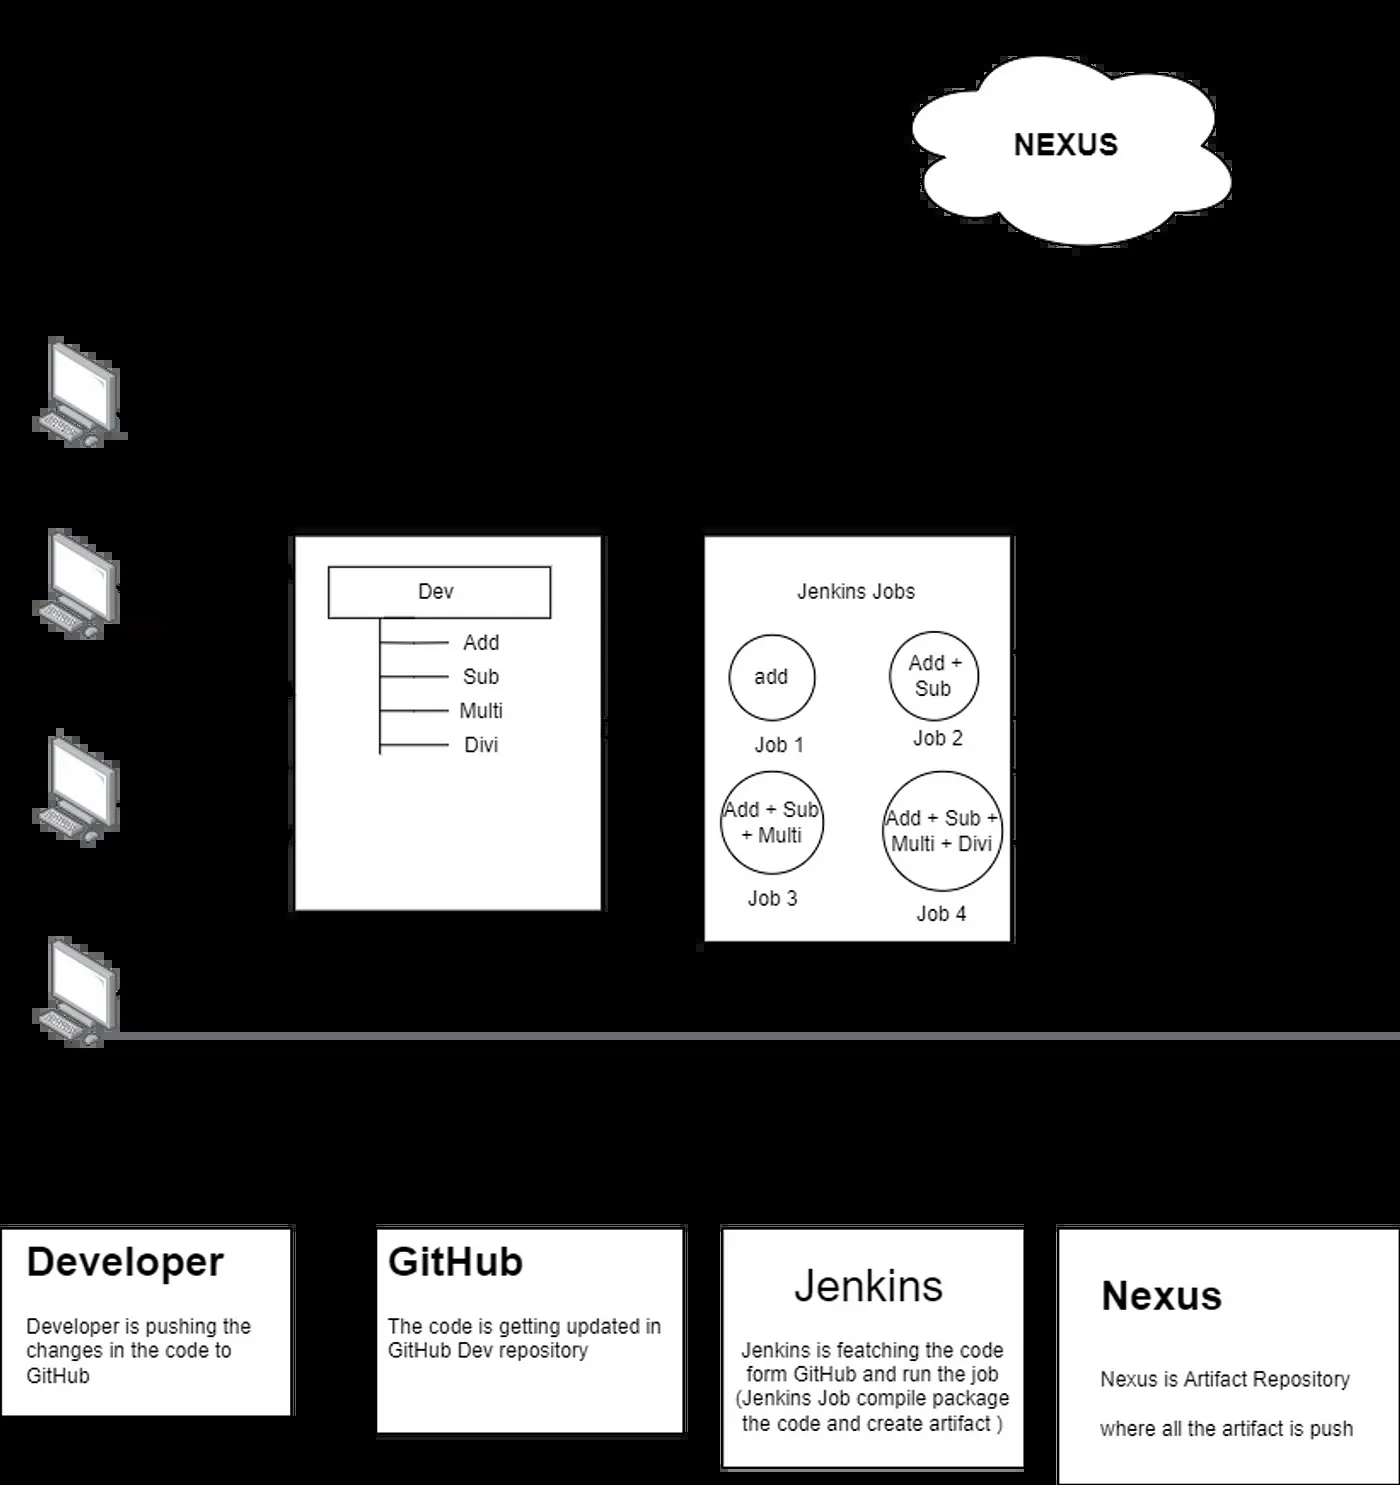 NEXUS
Dev
Add
Sub
Multi
Divi
Jenkins Jobs
add
Job 1
Add +
Sub
Job 2
Add + Sub
+ Multi
Job 3
Add + Sub +
Multi + Divi
Job 4
Developer
Developer is pushing the
changes in the code to
GitHub
GitHub
The code is getting updated in
GitHub Dev repository
Jenkins
Jenkins is featching the code
form GitHub and run the job
(Jenkins Job compile package
the code and create artifact )
Nexus
Nexus is Artifact Repository
where all the artifact is push